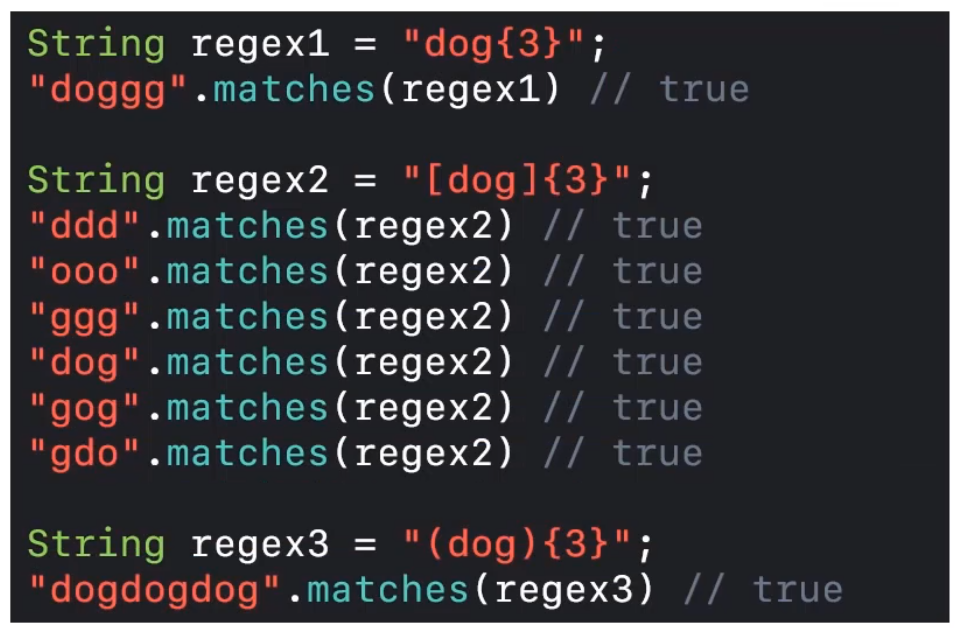 String regex1 = "dog{3}";
"doggg".matches(regex1) // true
String regex2 = "[dog]{3}";
"ddd".matches(regex2) // true
"ooo".matches(regex2) // true
"ggg".matches(regex2) // true
"dog".matches(regex2) // true
"gog".matches(regex2) // true
"gdo".matches(regex2) // true
String regex3 = "(dog){3}";
"dogdogdog".matches(regex3) // true